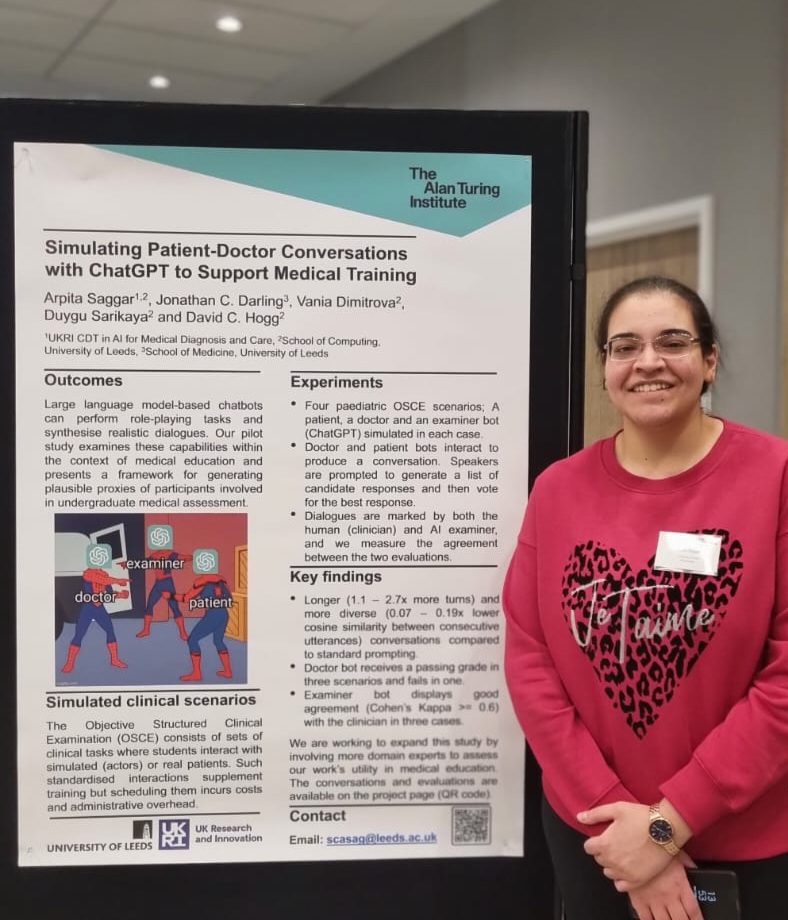 The
Alan Turing
Institute
Simulating Patient-Doctor Conversations
with ChatGPT to Support Medical Training
Arpita Saggar1,2, Jonathan C. Darling3, Vania Dimitrova2,
Duygu Sarikaya2 and David C. Hogg2
1UKRI CDT in AI for Medical Diagnosis and Care, 2School of Computing,
University of Leeds, 3School of Medicine, University of Leeds
Outcomes
Large language model-based chatbots
can perform role-playing tasks and
synthesise realistic dialogues. Our pilot
study examines these capabilities within
the context of medical education and
presents a framework for generating
plausible proxies of participants involved
in undergraduate medical assessment.
examiner
doctor
patient
Simulated clinical scenarios
The Objective Structured Clinical
Examination (OSCE) consists of sets of
clinical tasks where students interact with
simulated (actors) or real patients. Such
standardised interactions supplement
training but scheduling them incurs costs
and administrative overhead.
Experiments
• Four paediatric OSCE scenarios; A
patient, a doctor and an examiner bot
(ChatGPT) simulated in each case.
• Doctor and patient bots interact to
produce a conversation. Speakers
are prompted to generate a list of
candidate responses and then vote
for the best response.
• Dialogues are marked by both the
human (clinician) and AI examiner,
and we measure the agreement
between the two evaluations.
Key findings
• Longer (1.1 – 2.7x more turns) and
more diverse (0.07 – 0.19x lower
cosine similarity between consecutive
utterances) conversations compared
to standard prompting.
• Doctor bot receives a passing grade in
three scenarios and fails in one.
• Examiner bot displays good
agreement (Cohen's Kappa >= 0.6)
with the clinician in three cases.
We are working to expand this study by
involving more domain experts to assess
our work's utility in medical education.
The conversations and evaluations are
available on the project page (QR code).
Contact
Email: scasag@leeds.ac.uk
UNIVERSITY OF LEEDS
UK
RI
UK Research
and Innovation
Je T'aime